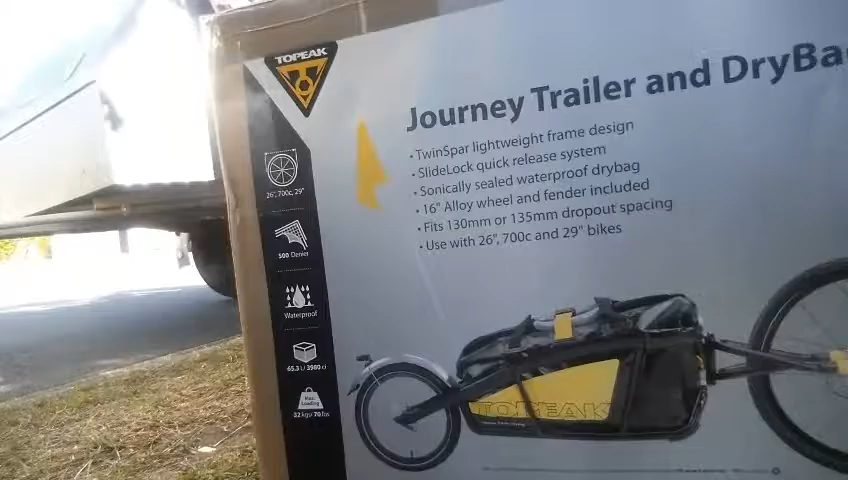 TOPEAK
Journey Trailer and DryBa
• TwinSpar lightweight frame design
• SlideLock quick release system
• Sonically sealed waterproof drybag
• 16" Alloy wheel and fender included
• Fits 130mm or 135mm dropout spacing
• Use with 26", 700c and 29" bikes
26", 700c, 29"
500 Denier
Waterproof
65.3 L / 3980 ci
Max Loading
32 kgs / 70 lbs
TOPEAK